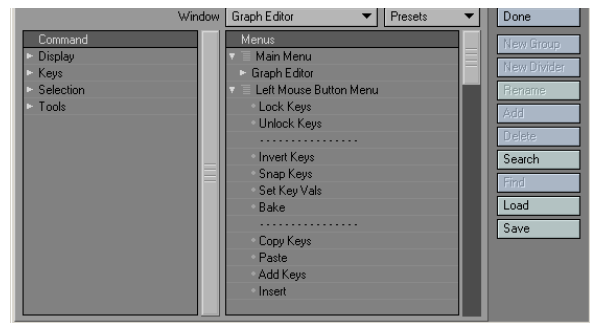 Window Graph Editor Presets Done
Command
Display
Keys
Selection
Tools
Menus
Main Menu
Graph Editor
Left Mouse Button Menu
Lock Keys
Unlock Keys
- - - - - - - - - - - - - - - -
Invert Keys
Snap Keys
Set Key Vals
Bake
- - - - - - - - - - - - - - - -
Copy Keys
Paste
Add Keys
Insert
New Group
New Divider
Rename
Add
Delete
Search
Find
Load
Save